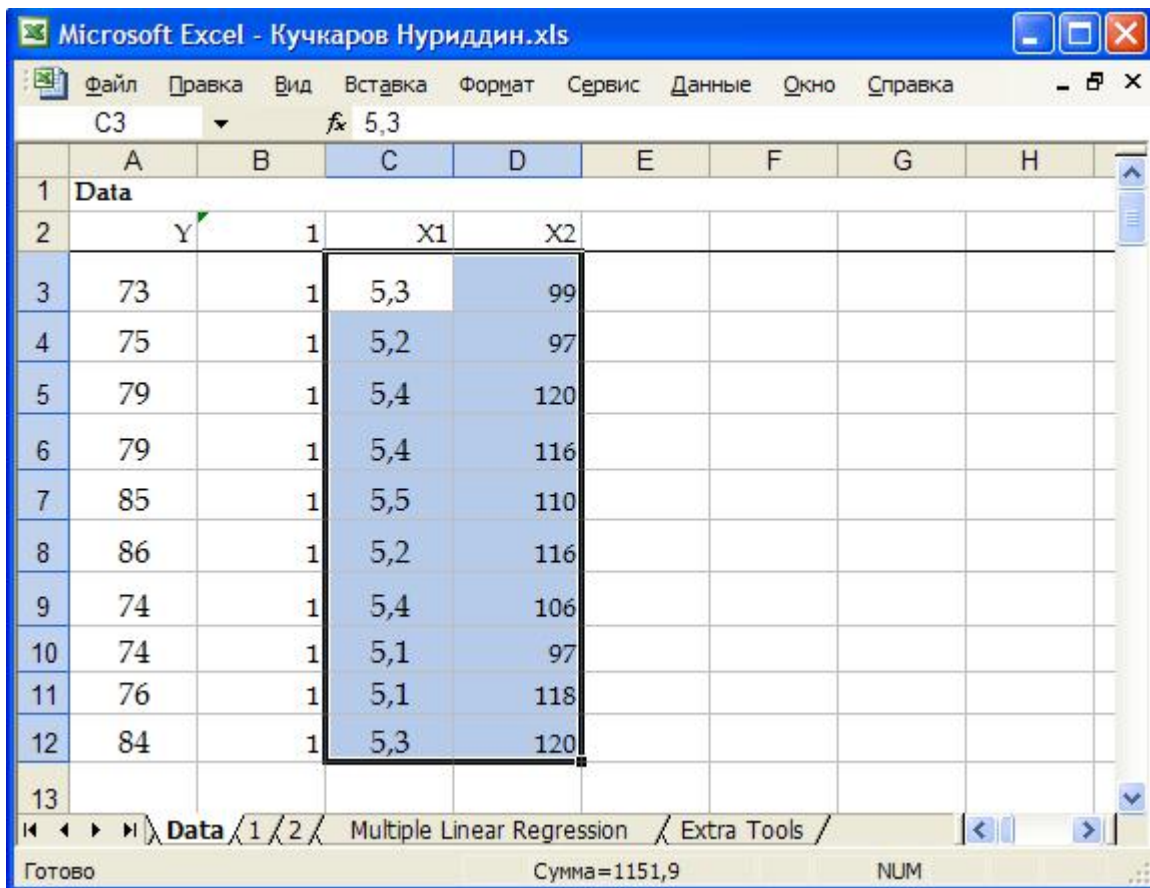 Microsoft Excel - Кучкаров Нуриддин.xls
Файл Правка Вид Вставка Формат Сервис Данные Окно Справка
C3 fx 5,3
A B C D E F G H
1 Data
2 Y 1 X1 X2
3 73 1 5,3 99
4 75 1 5,2 97
5 79 1 5,4 120
6 79 1 5,4 116
7 85 1 5,5 110
8 86 1 5,2 116
9 74 1 5,4 106
10 74 1 5,1 97
11 76 1 5,1 118
12 84 1 5,3 120
13
Data / 1 / 2 / Multiple Linear Regression / Extra Tools /
Готово Сумма=1151,9 NUM